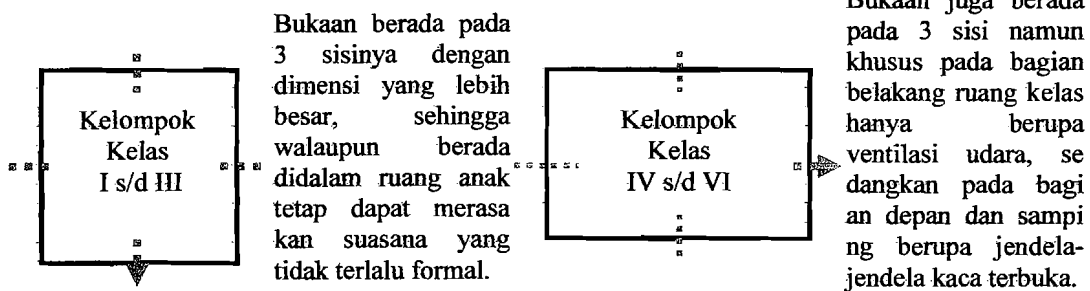 Kelompok
Kelas
I s/d III
Bukaan berada pada
3 sisinya dengan
dimensi yang lebih
besar, sehingga
walaupun berada
didalam ruang anak
tetap dapat merasa
kan suasana yang
tidak terlalu formal.
Kelompok
Kelas
IV s/d VI
Bukaan juga berada
pada 3 sisi namun
khusus pada bagian
belakang ruang kelas
hanya berupa
ventilasi udara, se
dangkan pada bagi
an depan dan sampi
ng berupa jendela-
jendela kaca terbuka.